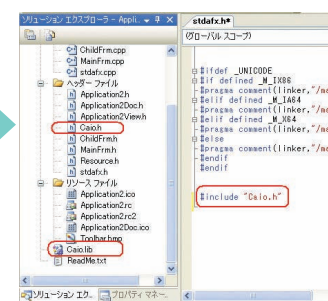 ソリューション エクスプローラ - Appli...
ChildFrm.cpp
MainFrm.cpp
stdafx.cpp
ヘッダー ファイル
Application2.h
Application2Doc.h
Application2View.h
Caio.h
ChildFrm.h
MainFrm.h
Resource.h
stdafx.h
リソース ファイル
Application2.ico
Application2.rc
Application2.rc2
Application2Doc.ico
Toolbar.bmp
Caio.lib
ReadMe.txt
ソリューション エク...
プロパティ マネー...
stdafx.h*
(グローバル スコープ)
#ifdef _UNICODE
#if defined _M_IX86
#pragma comment(linker,"/ma
#elif defined _M_IA64
#pragma comment(linker,"/ma
#elif defined _M_X64
#pragma comment(linker,"/ma
#else
#pragma comment(linker,"/ma
#endif
#endif
#include "Caio.h"